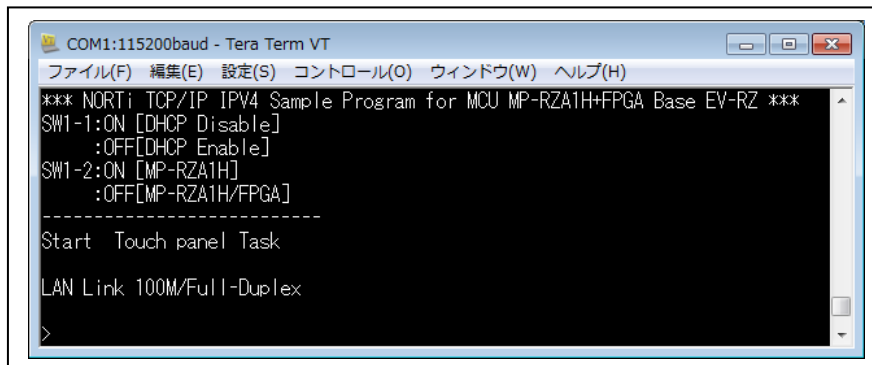 COM1:115200baud - Tera Term VT
ファイル(F) 編集(E) 設定(S) コントロール(O) ウィンドウ(W) ヘルプ(H)
*** NORTi TCP/IP IPV4 Sample Program for MCU MP-RZA1H+FPGA Base EV-RZ ***
SW1-1:ON [DHCP Disable]
:OFF[DHCP Enable]
SW1-2:ON [MP-RZA1H]
:OFF[MP-RZA1H/FPGA]
---------------------------
Start Touch panel Task
LAN Link 100M/Full-Duplex
>